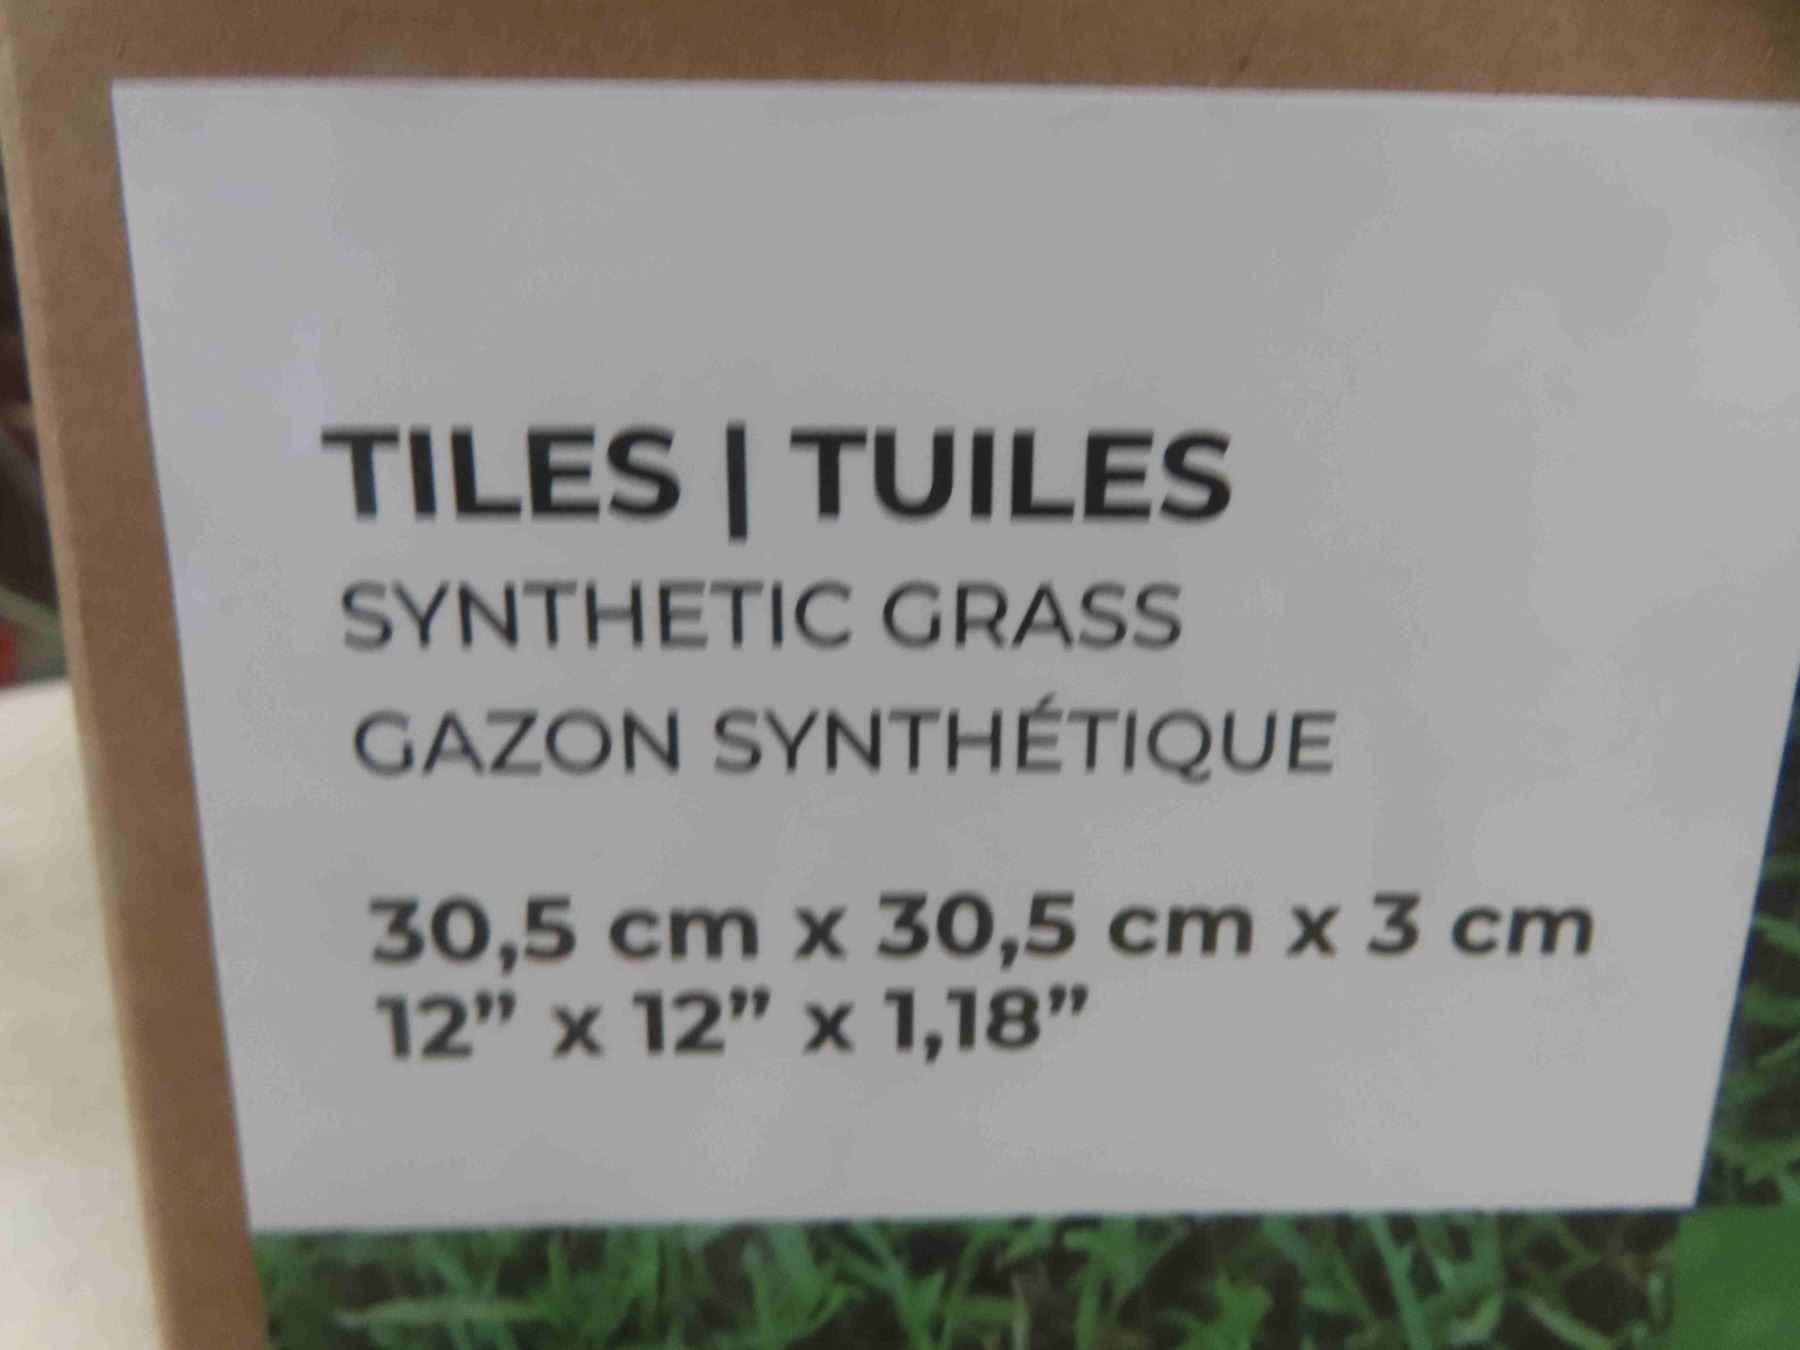 TILES | TUILES
SYNTHETIC GRASS
GAZON SYNTHÉTIQUE
30,5 cm x 30,5 cm x 3 cm
12” x 12” x 1,18”